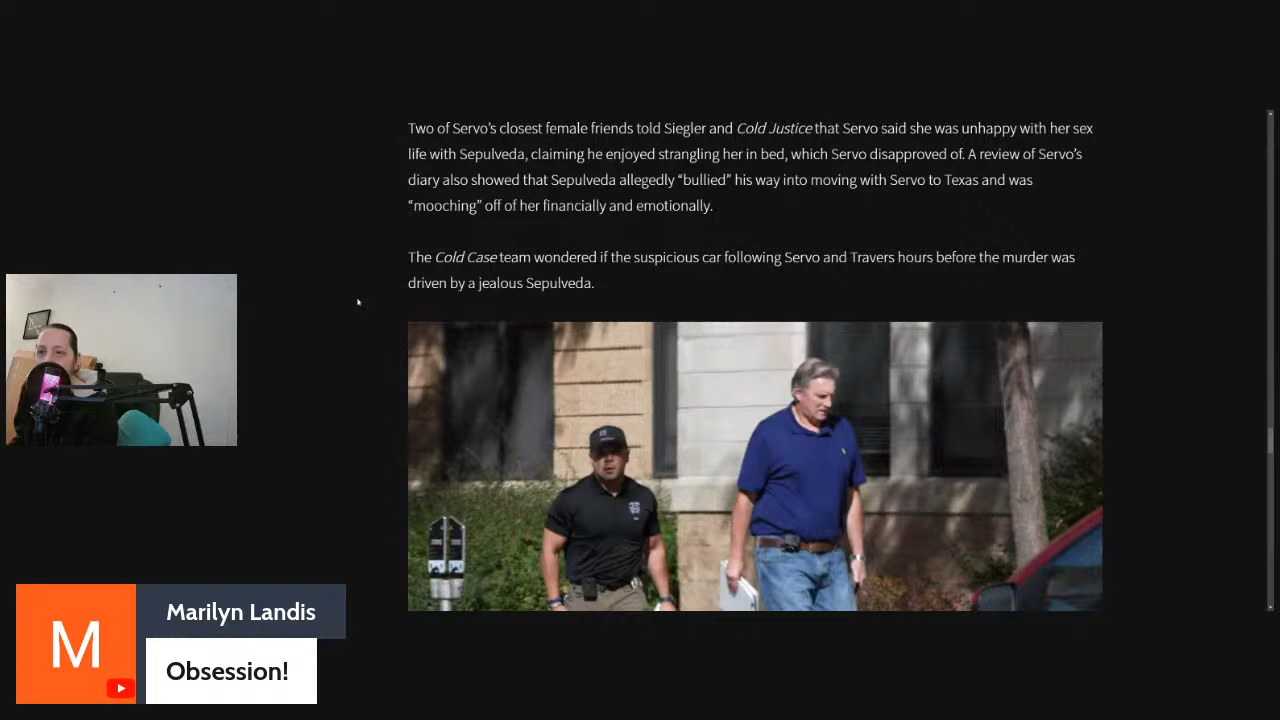 Two of Servo’s closest female friends told Siegler and Cold Justice that Servo said she was unhappy with her sex
life with Sepulveda, claiming he enjoyed strangling her in bed, which Servo disapproved of. A review of Servo’s
diary also showed that Sepulveda allegedly “bullied” his way into moving with Servo to Texas and was
“mooching” off of her financially and emotionally.
The Cold Case team wondered if the suspicious car following Servo and Travers hours before the murder was
driven by a jealous Sepulveda.
M
Marilyn Landis
Obsession!